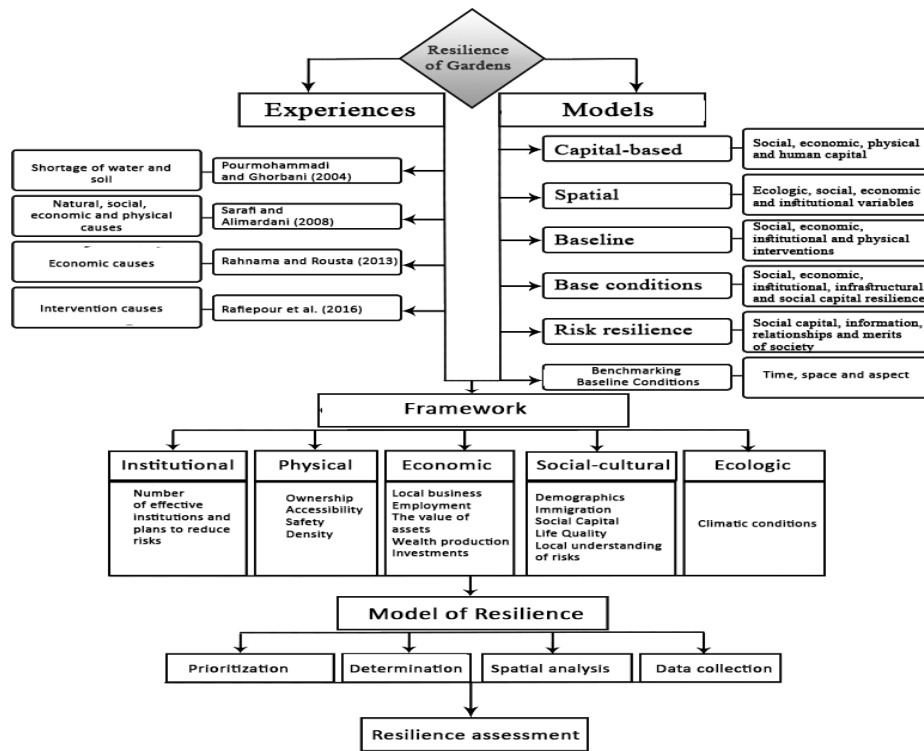 Resilience
of Gardens
Experiences
Models
Shortage of water and
soil
Pourmohammadi
and Ghorbani (2004)
Natural, social,
economic and physical
causes
Sarafi and
Alimardani (2008)
Economic causes
Rahnama and Rousta (2013)
Intervention causes
Rafiepour et al. (2016)
Capital-based
Social, economic, physical
and human capital
Spatial
Ecologic, social, economic
and institutional variables
Baseline
Social, economic,
institutional and physical
interventions
Base conditions
Social, economic,
institutional, infrastructural
and social capital resilience
Risk resilience
Social capital, information,
relationships and merits
of society
Benchmarking
Baseline Conditions
Time, space and aspect
Framework
Institutional
Number
of effective
institutions and
plans to reduce
risks
Physical
Ownership
Accessibility
Safety
Density
Economic
Local business
Employment
The value of
assets
Wealth production
Investments
Social-cultural
Demographics
Immigration
Social Capital
Life Quality
Local understanding
of risks
Ecologic
Climatic conditions
Model of Resilience
Prioritization
Determination
Spatial analysis
Data collection
Resilience assessment